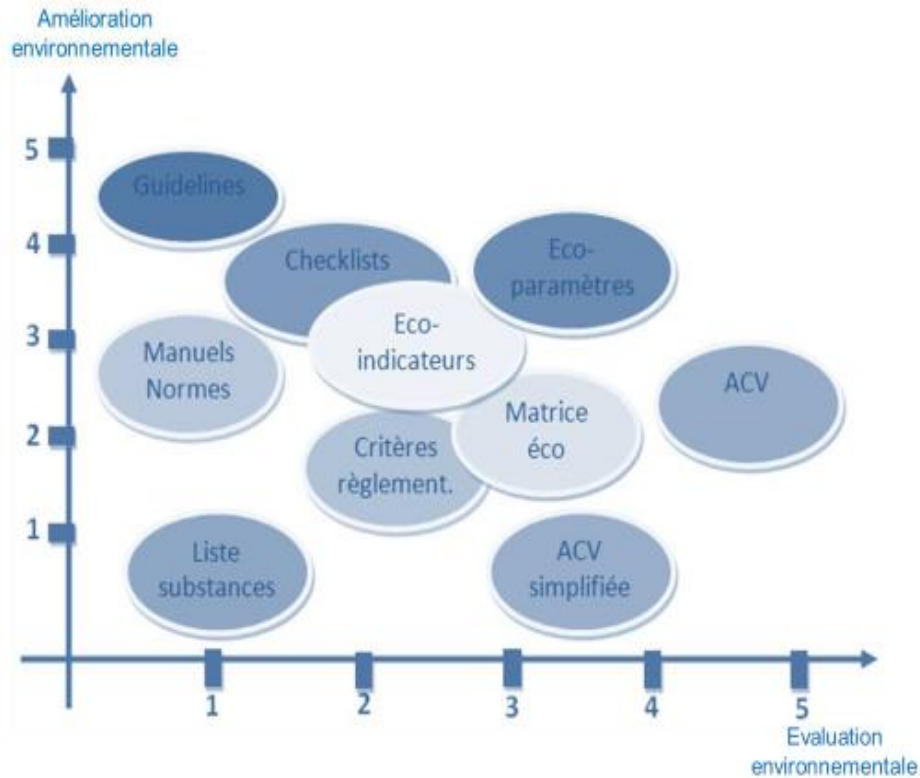 Amélioration
environnementale
5
Guidelines
4
Checklists
Eco-
paramètres
3
Eco-
indicateurs
Manuels
Normes
ACV
Matrice
éco
2
Critères
règlement.
1
Liste
substances
ACV
simplifiée
1
2
3
4
5
Evaluation
environnementale